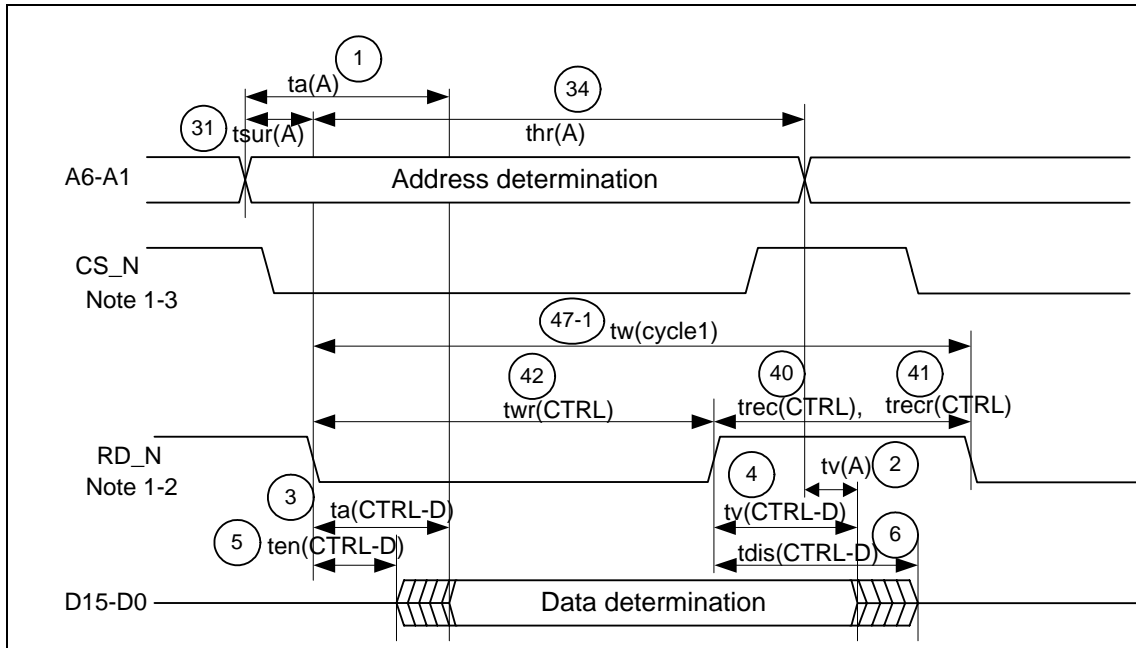 1
ta(A)
34
31
tsur(A)
thr(A)
A6-A1
Address determination
CS_N
Note 1-3
47-1
tw(cycle1)
42
40
41
twr(CTRL)
trec(CTRL),
trecr(CTRL)
RD_N
Note 1-2
3
4
tv(A)
2
ta(CTRL-D)
tv(CTRL-D)
5
ten(CTRL-D)
tdis(CTRL-D)
6
D15-D0
Data determination